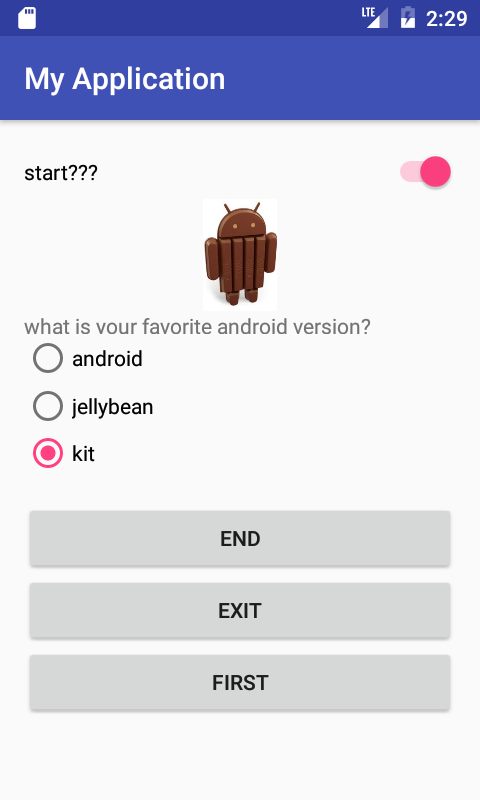 LTE 2:29
My Application
start???
what is your favorite android version?
android
jellybean
kit
END
EXIT
FIRST